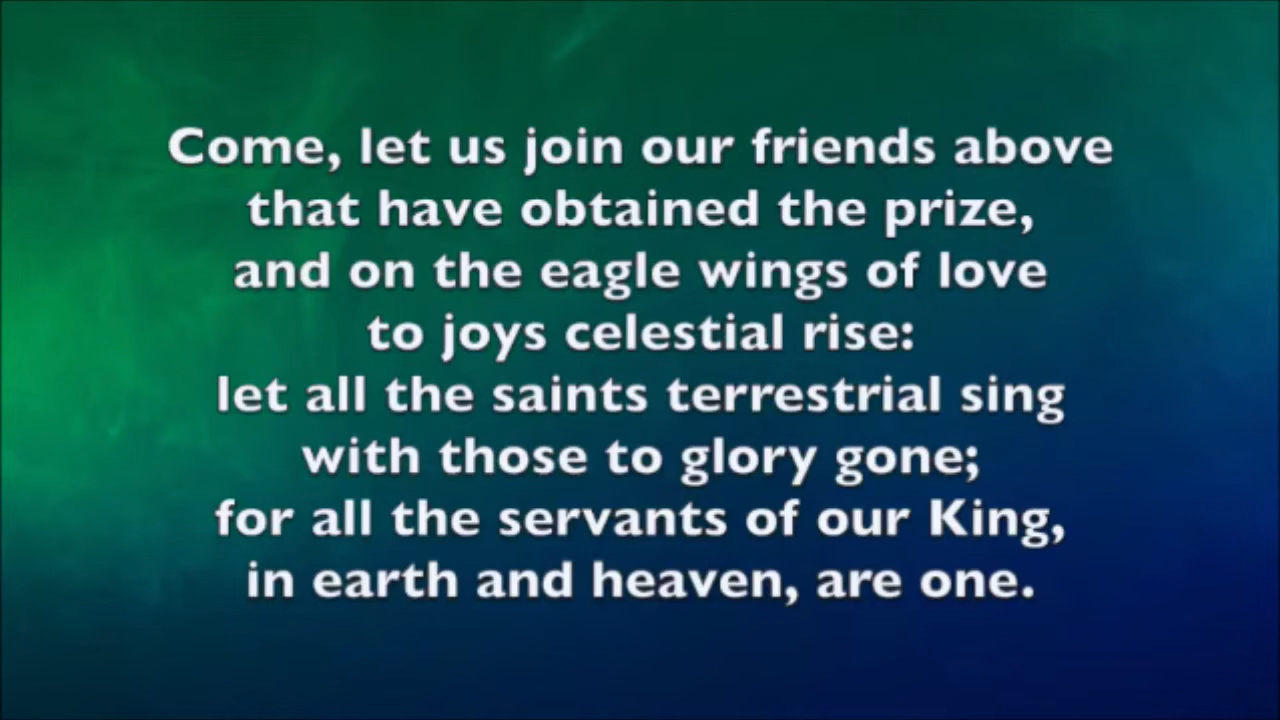 Come, let us join our friends above
that have obtained the prize,
and on the eagle wings of love
to joys celestial rise:
let all the saints terrestrial sing
with those to glory gone;
for all the servants of our King,
in earth and heaven, are one.